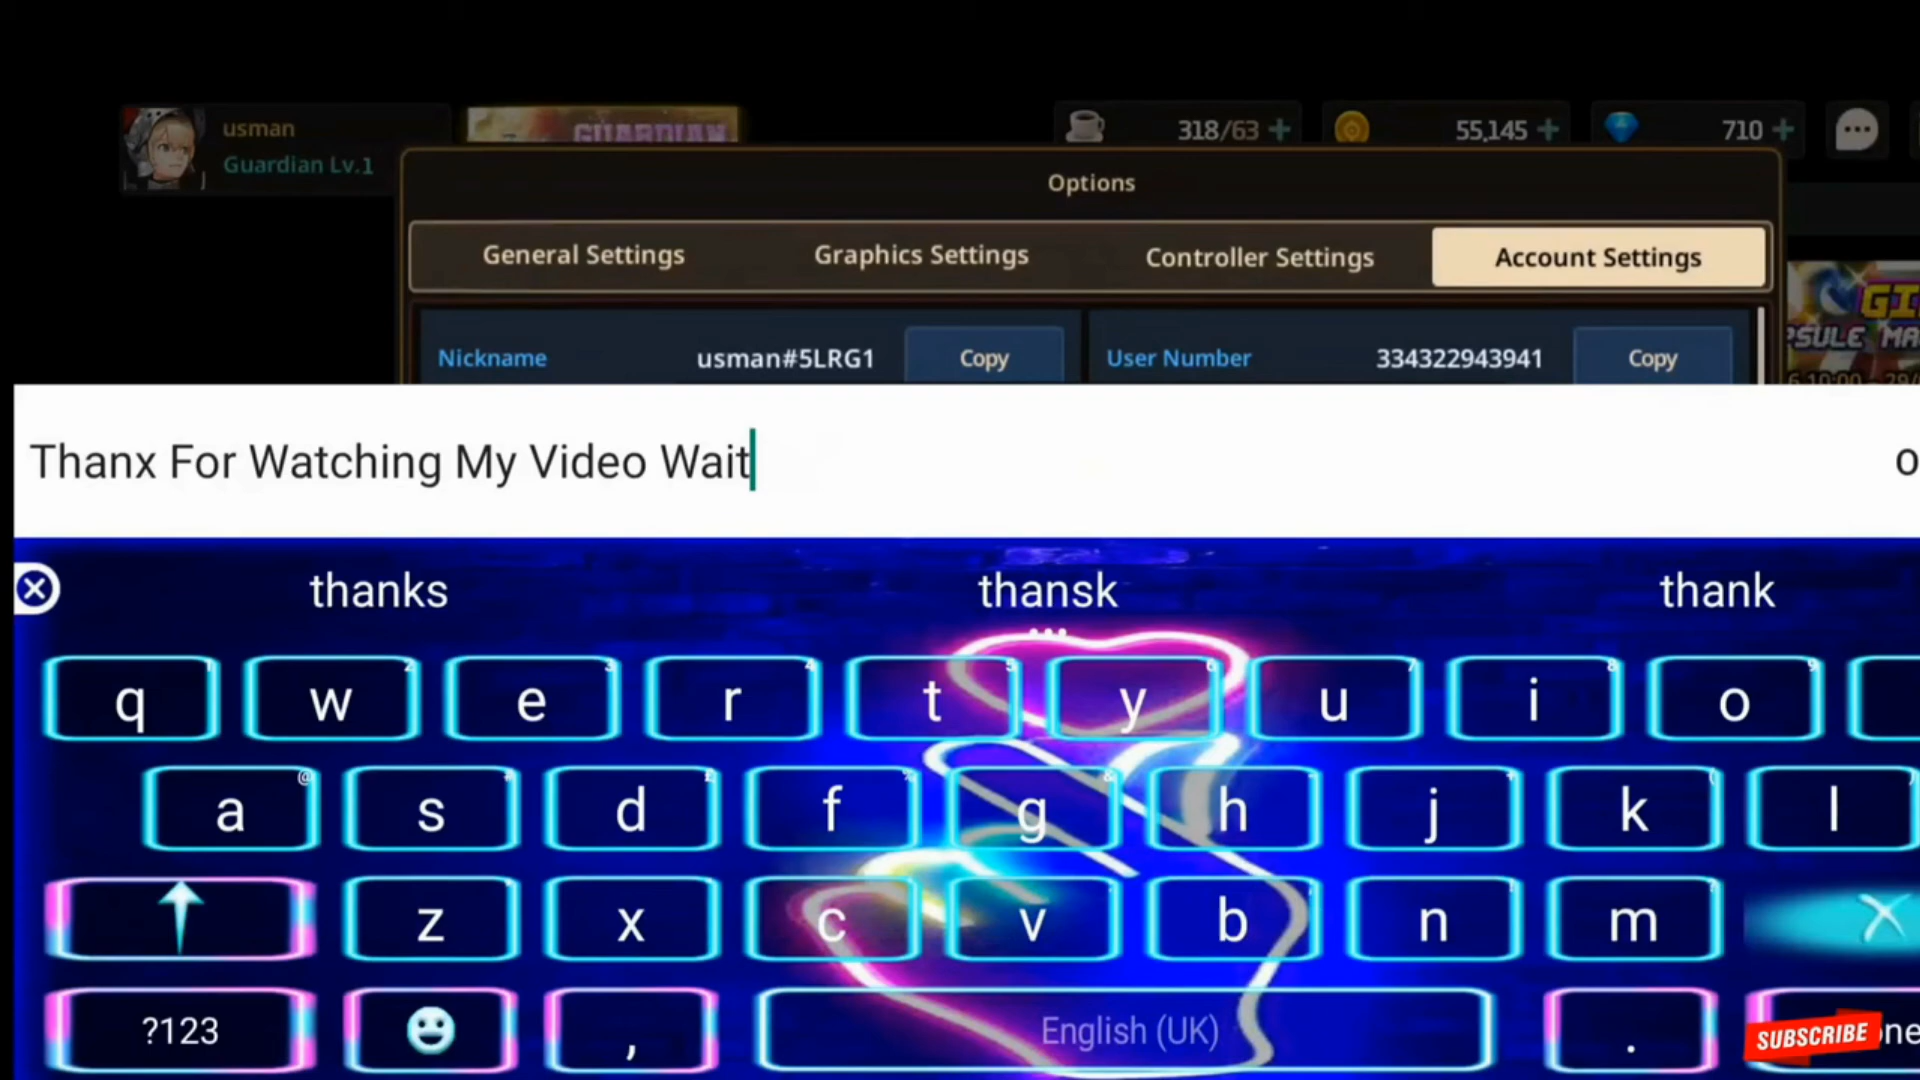 usman
Guardian Lv.1
GUARDIAN
318/63 + 55,145 + 710 +
Options
General Settings Graphics Settings Controller Settings Account Settings
Nickname usman#5LRG1 Copy User Number 334322943941 Copy
Thanx For Watching My Video Wait
thanks thansk thank
q w e r t y u i o
a s d f g h j k l
z x c v b n m
?123 , English (UK) .
SUBSCRIBE